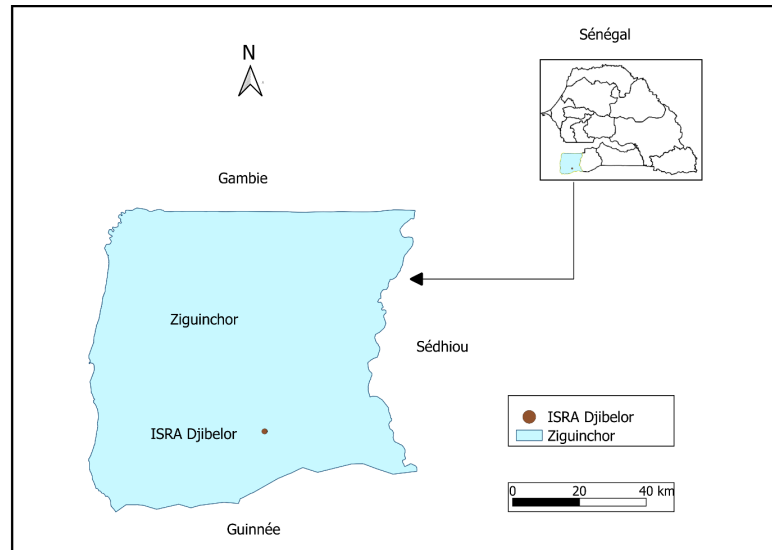 Sénégal
N
Gambie
Ziguinchor
Sédhiou
ISRA Djibelor
Guinnée
ISRA Djibelor
Ziguinchor
0 20 40 km